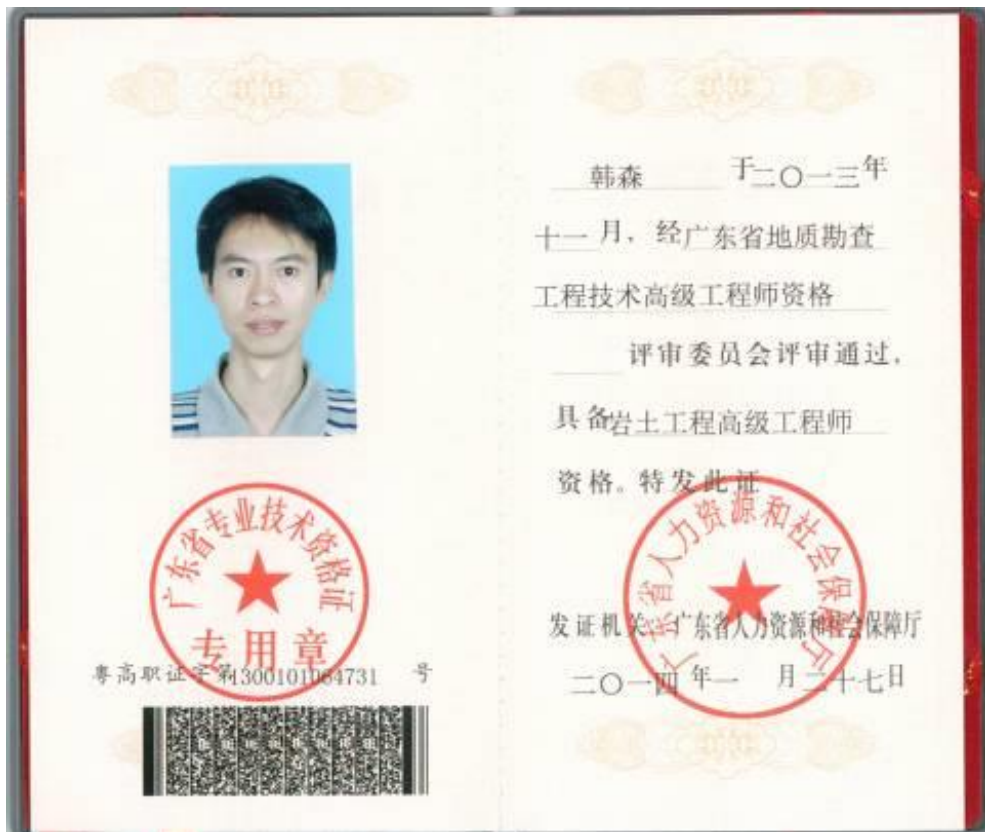 广东省专业技术资格证
专用章
粤高职证字第1300101064731 号
韩森 于二〇一三年
十一 月，经广东省地质勘查
工程技术高级工程师资格
评审委员会评审通过，
具备岩土工程高级工程师
资格。特发此证
广东省人力资源和社会保障厅
发证机关 广东省人力资源和社会保障厅
二〇一四 年一 月二十七日